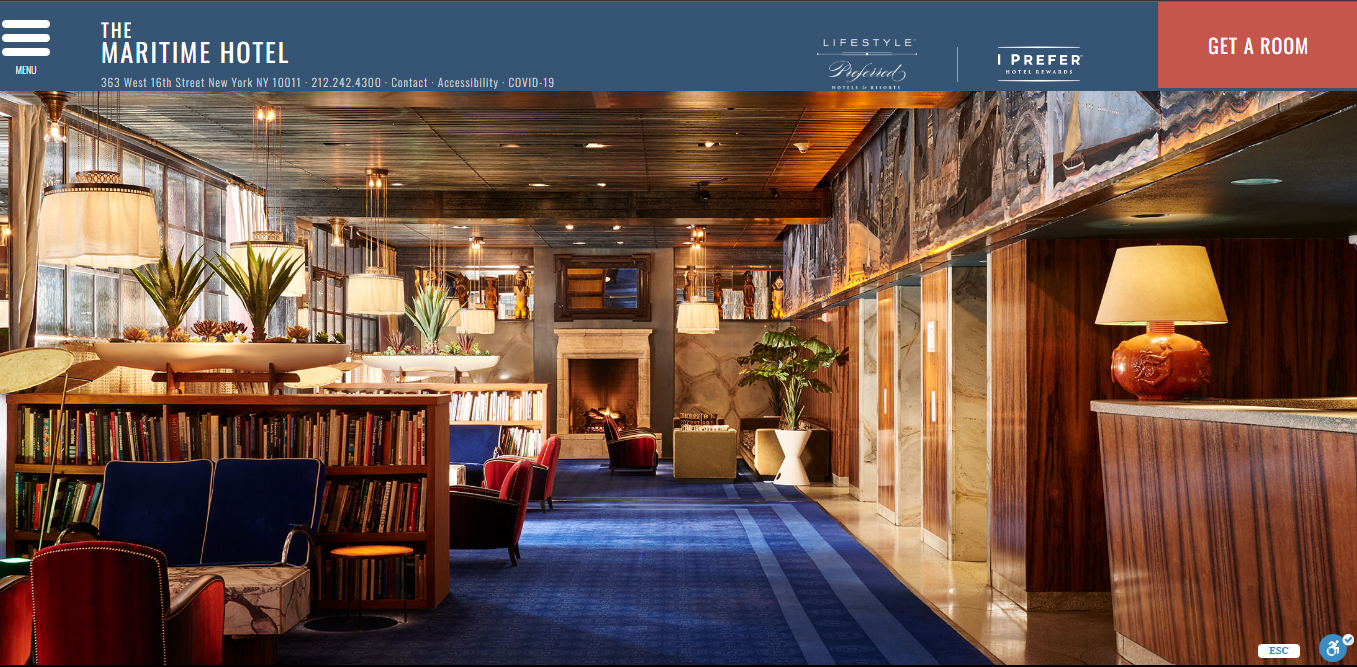 MENU
THE
MARITIME HOTEL
363 West 16th Street New York NY 10011 · 212.242.4300 · Contact · Accessibility · COVID-19
LIFESTYLE
Preferred
HOTELS & RESORTS
I PREFER
HOTEL REWARDS
GET A ROOM
ESC